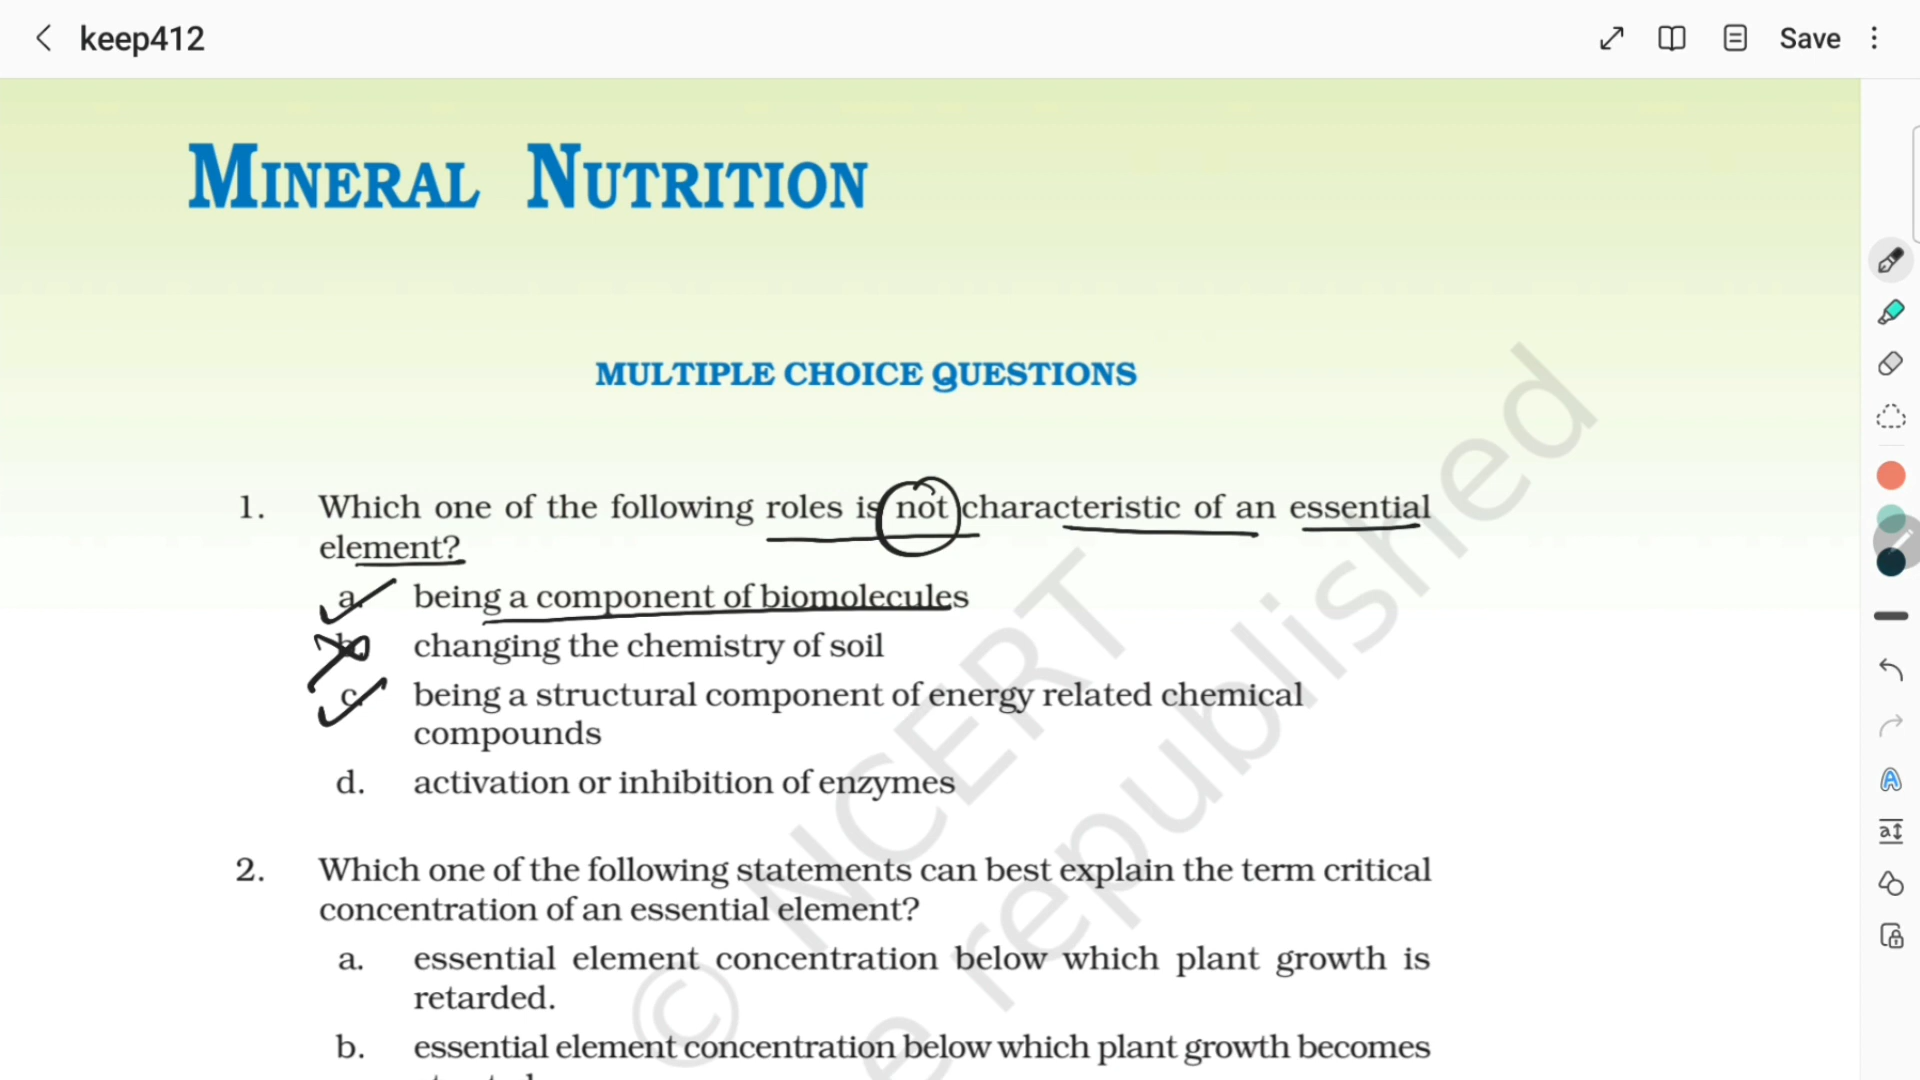 keep412
Save
MINERAL NUTRITION
MULTIPLE CHOICE QUESTIONS
1. Which one of the following roles is not characteristic of an essential
element?
a. being a component of biomolecules
b. changing the chemistry of soil
c. being a structural component of energy related chemical
compounds
d. activation or inhibition of enzymes
2. Which one of the following statements can best explain the term critical
concentration of an essential element?
a. essential element concentration below which plant growth is
retarded.
b. essential element concentration below which plant growth becomes
© NCERT
republished